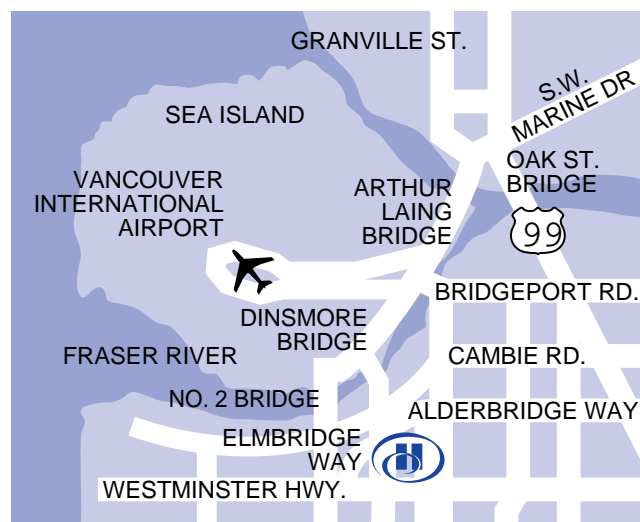 GRANVILLE ST.
S.W.
MARINE DR
SEA ISLAND
OAK ST.
BRIDGE
VANCOUVER
INTERNATIONAL
AIRPORT
ARTHUR
LAING
BRIDGE
99
BRIDGEPORT RD.
DINSMORE
BRIDGE
FRASER RIVER
CAMBIE RD.
NO. 2 BRIDGE
ALDERBRIDGE WAY
ELMBRIDGE
WAY
H
WESTMINSTER HWY.